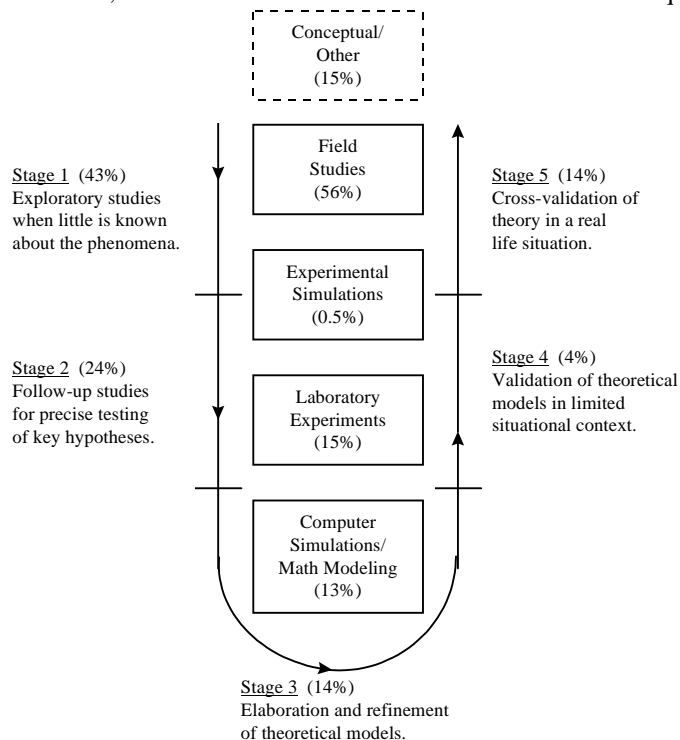 Conceptual/
Other
(15%)
Field
Studies
(56%)
Stage 1 (43%)
Exploratory studies
when little is known
about the phenomena.
Stage 5 (14%)
Cross-validation of
theory in a real
life situation.
Experimental
Simulations
(0.5%)
Stage 2 (24%)
Follow-up studies
for precise testing
of key hypotheses.
Stage 4 (4%)
Validation of theoretical
models in limited
situational context.
Laboratory
Experiments
(15%)
Computer
Simulations/
Math Modeling
(13%)
Stage 3 (14%)
Elaboration and refinement
of theoretical models.